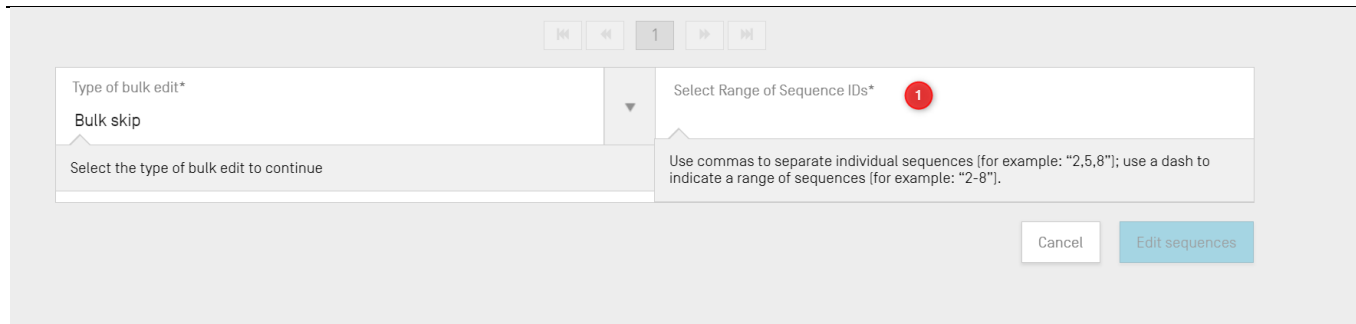 1
Type of bulk edit*
Bulk skip
Select the type of bulk edit to continue
Select Range of Sequence IDs*
1
Use commas to separate individual sequences (for example: “2,5,8”); use a dash to
indicate a range of sequences (for example: “2-8”).
Cancel
Edit sequences